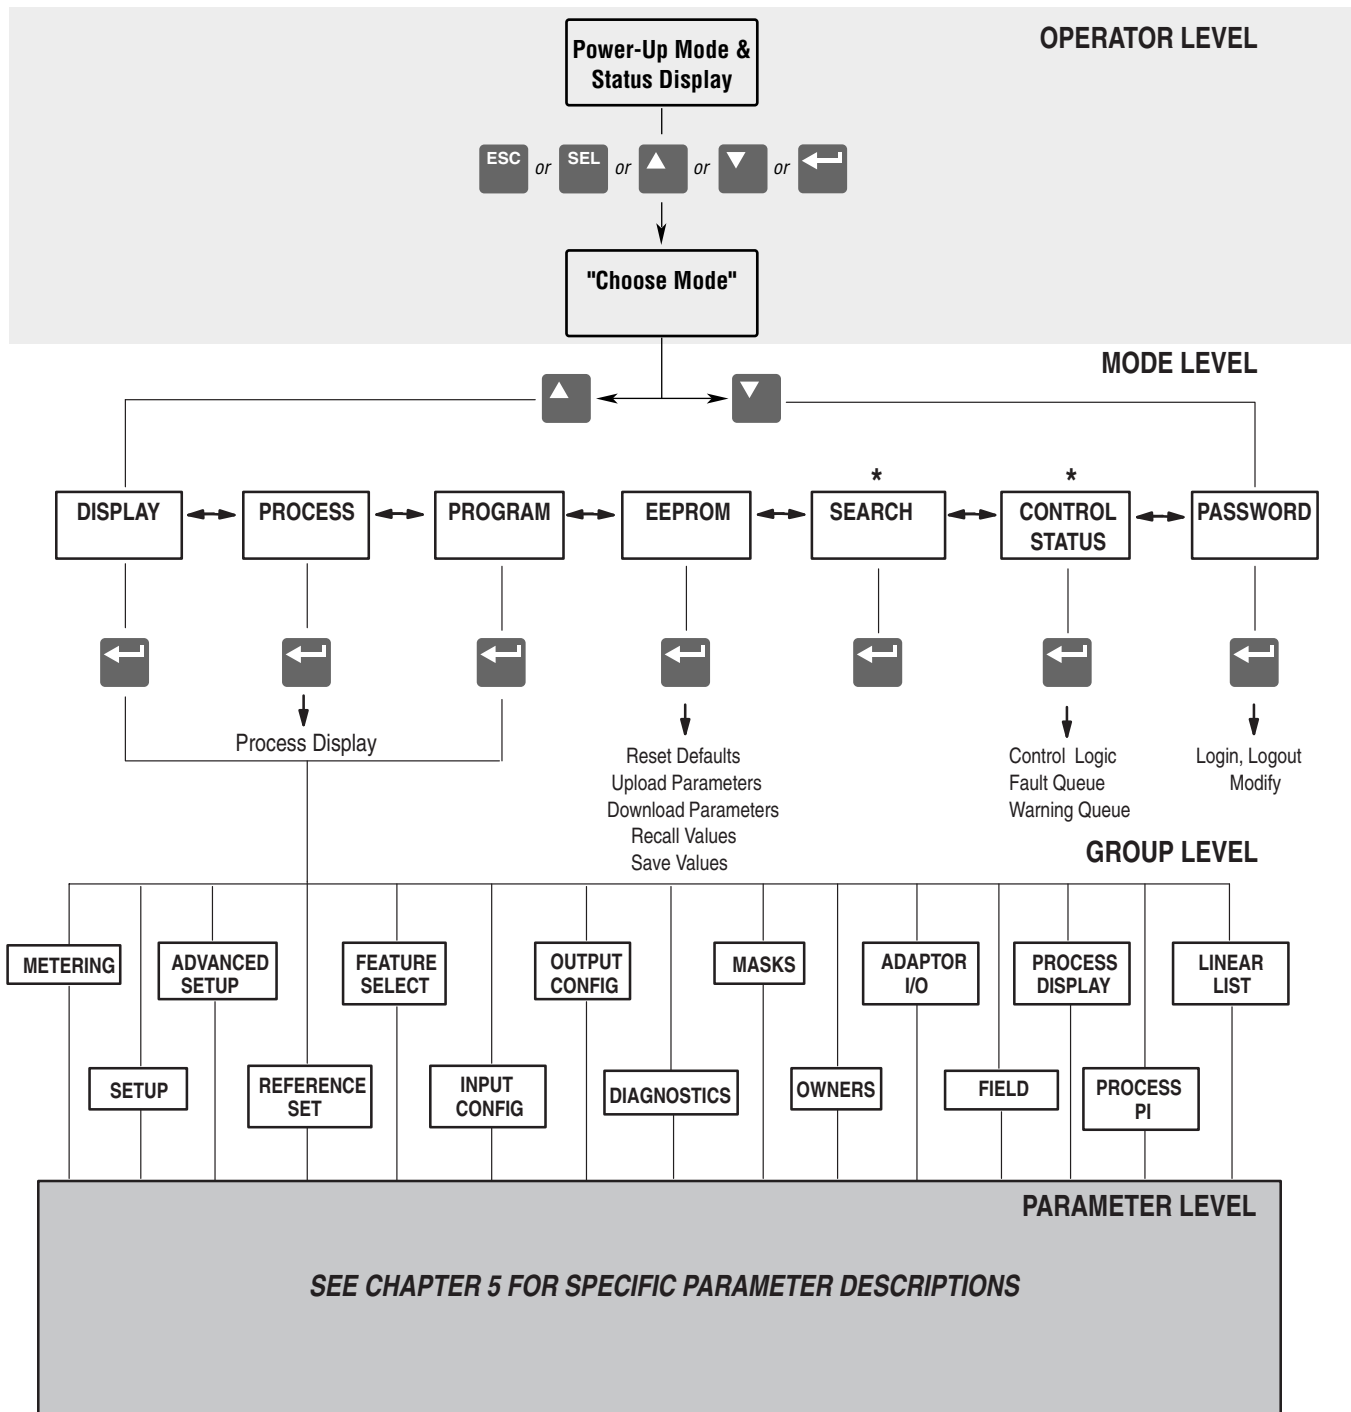 OPERATOR LEVEL
Power-Up Mode &
Status Display
ESC or SEL or or or
"Choose Mode"
MODE LEVEL
* *
DISPLAY PROCESS PROGRAM EEPROM SEARCH CONTROL PASSWORD
STATUS
Process Display
Reset Defaults
Upload Parameters
Download Parameters
Recall Values
Save Values
Control Logic
Fault Queue
Warning Queue
Login, Logout
Modify
GROUP LEVEL
METERING
ADVANCED
SETUP
FEATURE
SELECT
OUTPUT
CONFIG
MASKS
ADAPTOR
I/O
PROCESS
DISPLAY
LINEAR
LIST
SETUP
REFERENCE
SET
INPUT
CONFIG
DIAGNOSTICS
OWNERS
FIELD
PROCESS
PI
PARAMETER LEVEL
SEE CHAPTER 5 FOR SPECIFIC PARAMETER DESCRIPTIONS